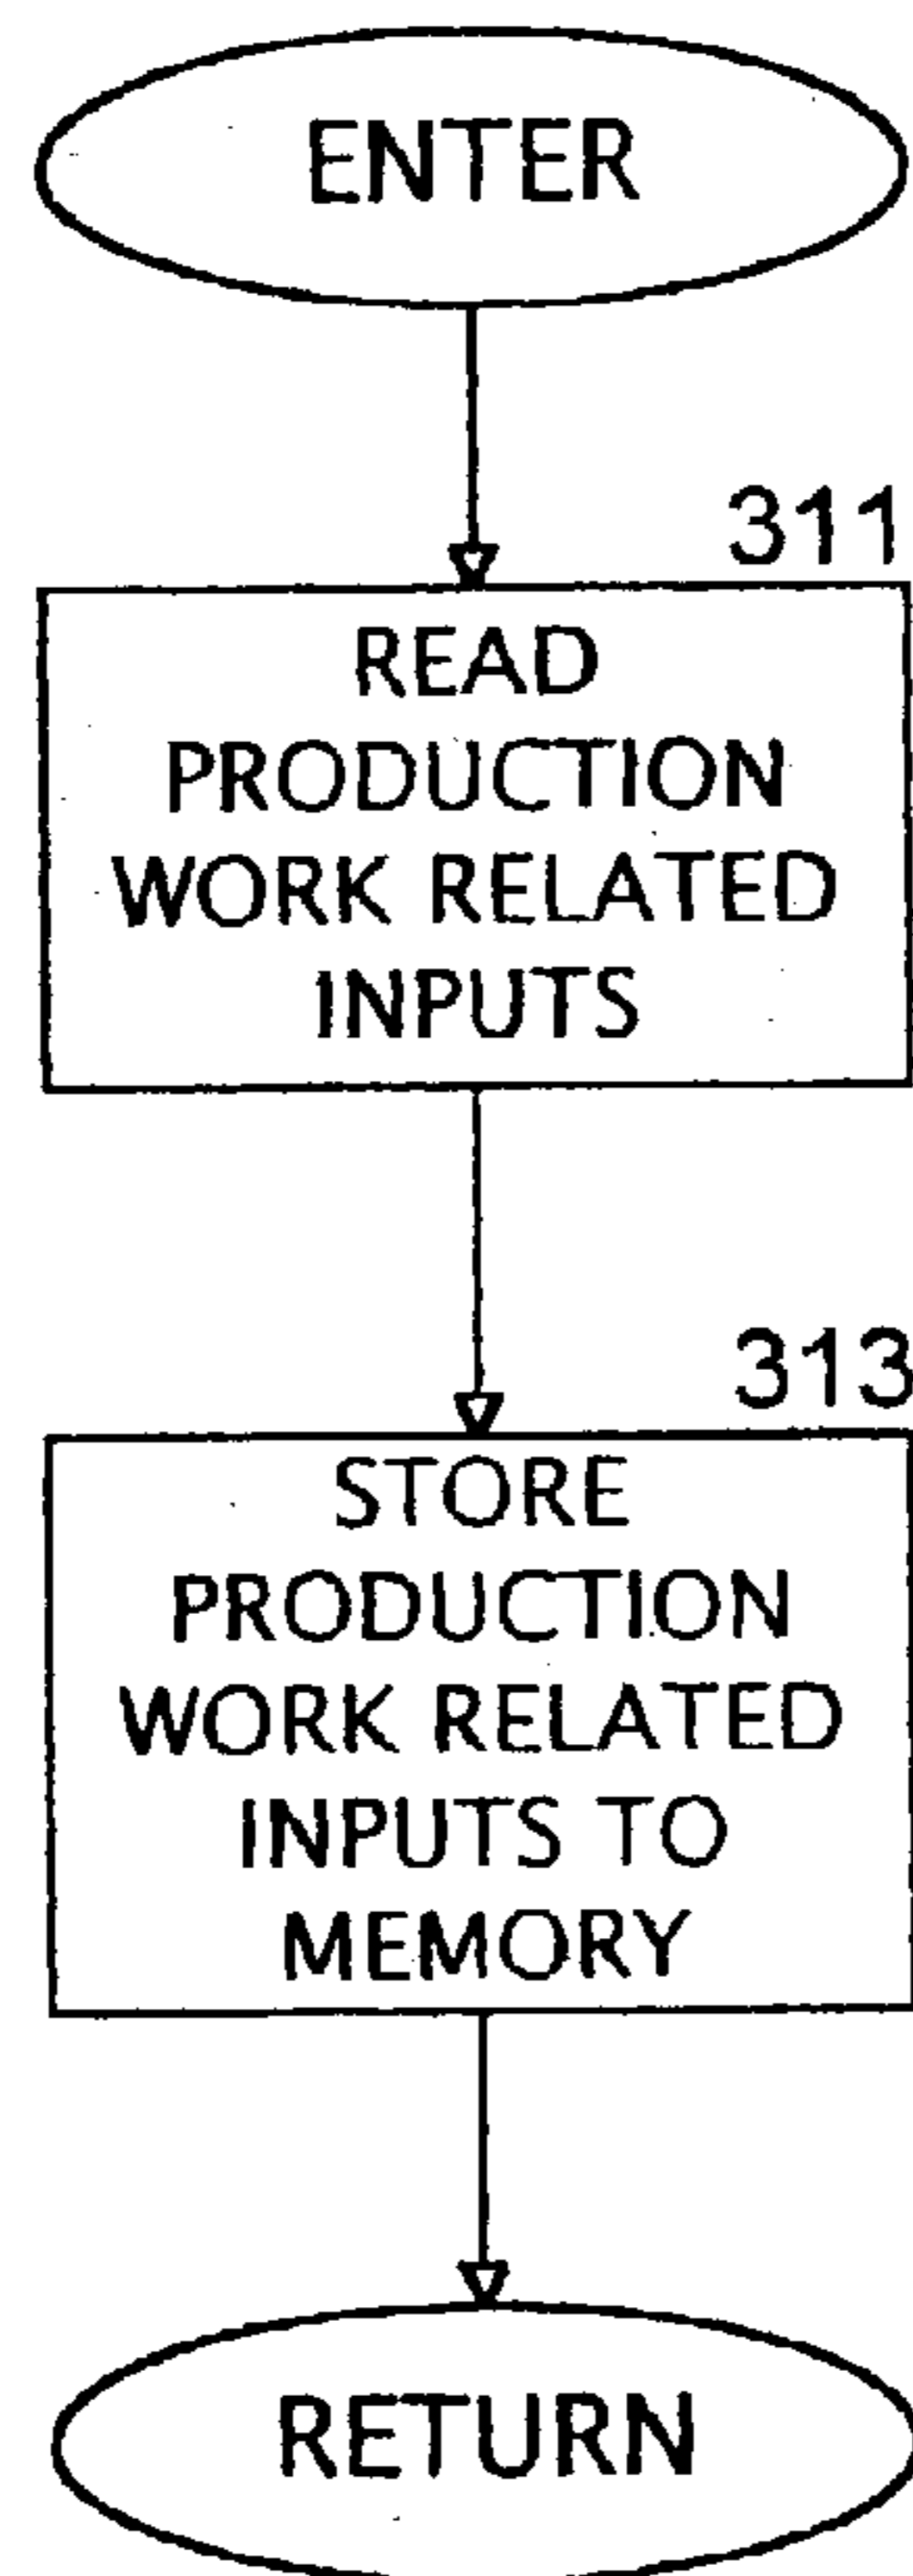 ENTER
311
READ
PRODUCTION
WORK RELATED
INPUTS
313
STORE
PRODUCTION
WORK RELATED
INPUTS TO
MEMORY
RETURN